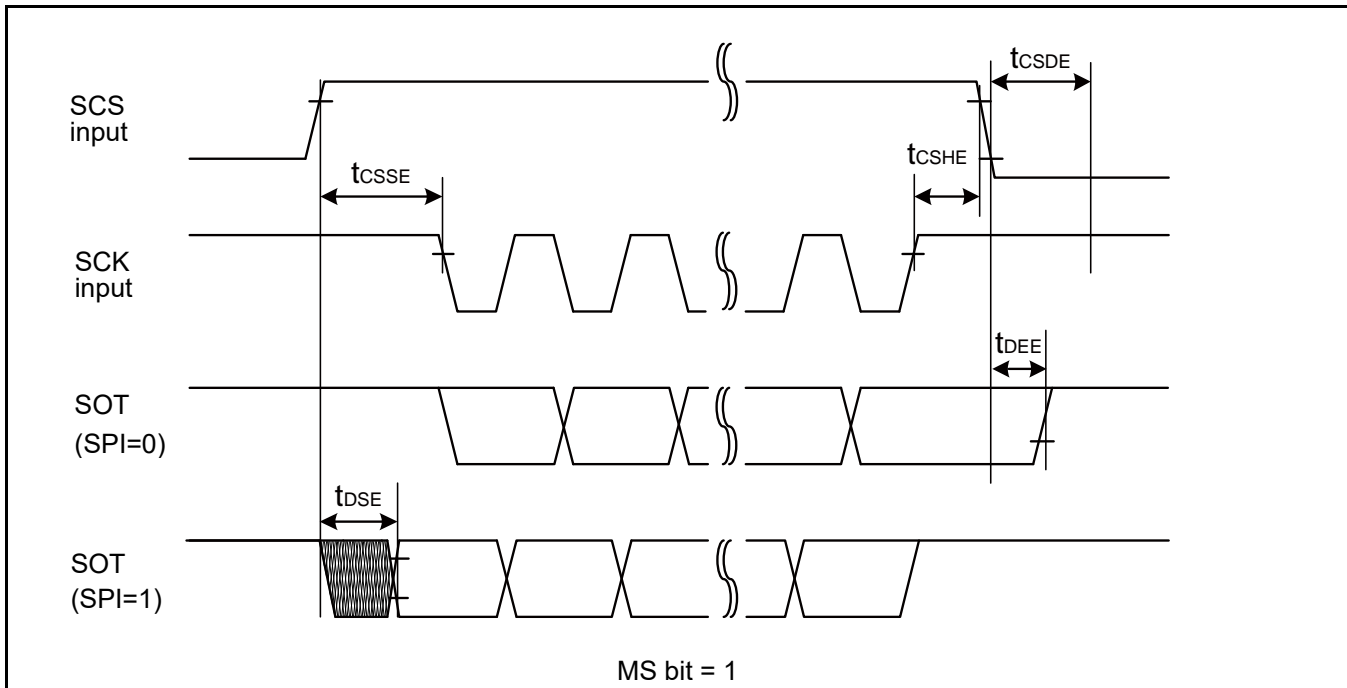 tCSDE
SCS
input
tCSHE
tCSSE
SCK
input
tDEE
SOT
(SPI=0)
tDSE
SOT
(SPI=1)
MS bit = 1